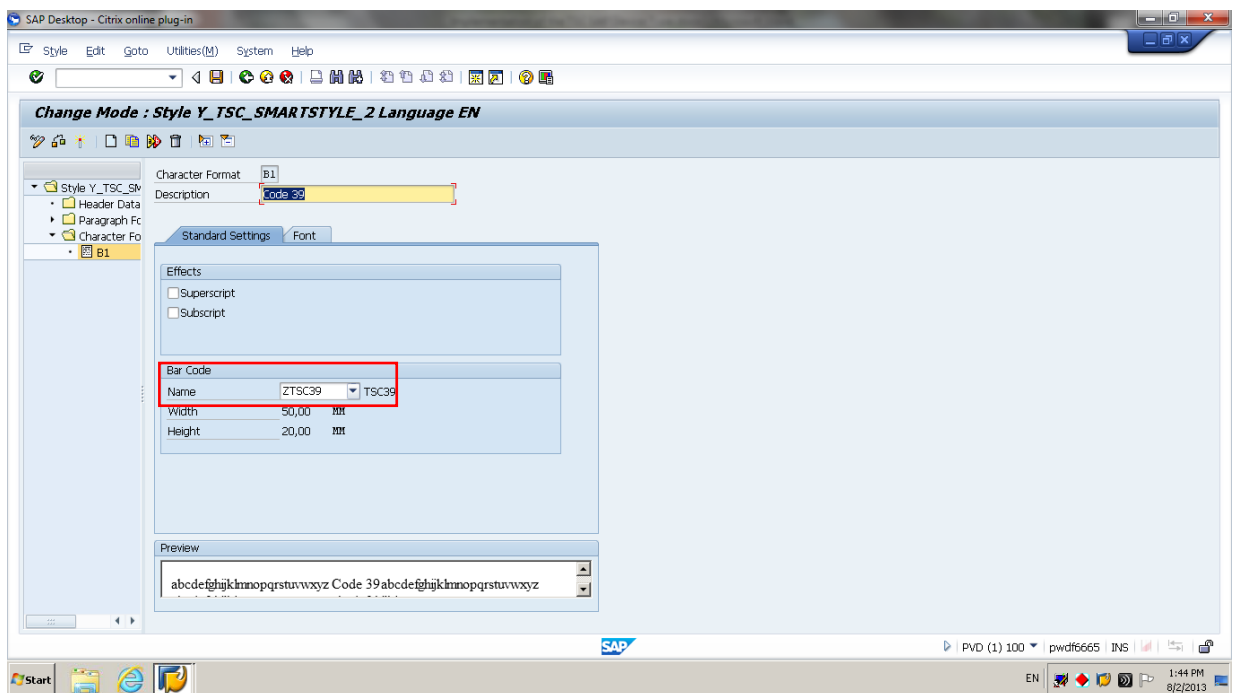 SAP Desktop - Citrix online plug-in
Style Edit Goto Utilities(M) System Help
Change Mode : Style Y_TSC_SMARTSTYLE_2 Language EN
Character Format B1
Style Y_TSC_SM
Description Code 39
Header Data
Paragraph Fo
Character Fo
B1
Standard Settings Font
Effects
Superscript
Subscript
Bar Code
Name ZTSC39 TSC39
Width 50,00 MM
Height 20,00 MM
Preview
abcdefghijklmnopqrstuvwxyz Code 39 abcdefghijklmnopqrstuvwxyz
SAP
PVD (1) 100 pwdf6665 INS
Start EN 1:44 PM
8/2/2013